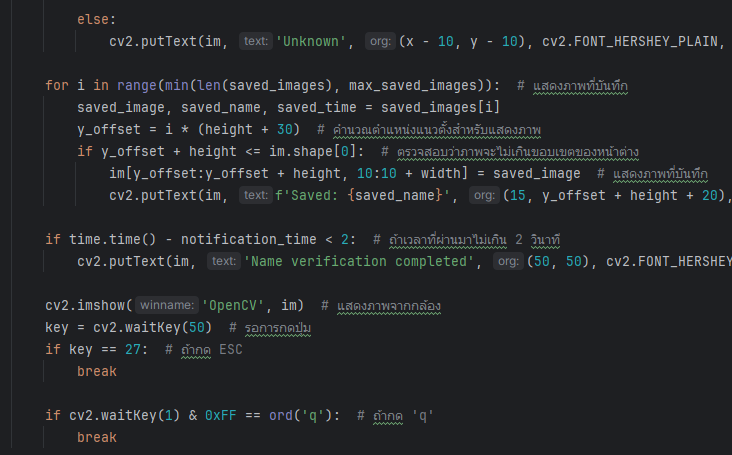 else:
cv2.putText(im, text: 'Unknown', org: (x - 10, y - 10), cv2.FONT_HERSHEY_PLAIN,
for i in range(min(len(saved_images), max_saved_images)):  # แสดงภาพที่บันทึก
saved_image, saved_name, saved_time = saved_images[i]
y_offset = i * (height + 30)  # คำนวณตำแหน่งแนวตั้งสำหรับแสดงภาพ
if y_offset + height <= im.shape[0]:  # ตรวจสอบว่าภาพจะไม่เกินขอบเขตของหน้าต่าง
im[y_offset:y_offset + height, 10:10 + width] = saved_image  # แสดงภาพที่บันทึก
cv2.putText(im, text: f'Saved: {saved_name}', org: (15, y_offset + height + 20),
if time.time() - notification_time < 2:  # ถ้าเวลาที่ผ่านมาไม่เกิน 2 วินาที
cv2.putText(im, text: 'Name verification completed', org: (50, 50), cv2.FONT_HERSHEY
cv2.imshow( winname: 'OpenCV', im)  # แสดงภาพจากกล้อง
key = cv2.waitKey(50)  # รอการกดปุ่ม
if key == 27:  # ถ้ากด ESC
break
if cv2.waitKey(1) & 0xFF == ord('q'):  # ถ้ากด 'q'
break